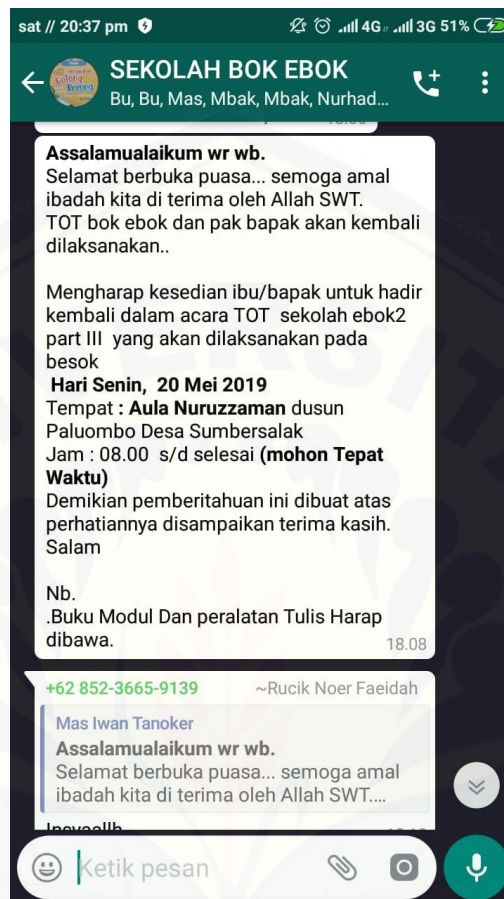 sat // 20:37 pm 4G 3G 51%
SEKOLAH BOK EBOK
Bu, Bu, Mas, Mbak, Mbak, Nurhad...
Assalamualaikum wr wb.
Selamat berbuka puasa... semoga amal
ibadah kita di terima oleh Allah SWT.
TOT bok ebok dan pak bapak akan kembali
dilaksanakan..
Mengharap kesedian ibu/bapak untuk hadir
kembali dalam acara TOT sekolah ebok2
part III yang akan dilaksanakan pada
besok
Hari Senin, 20 Mei 2019
Tempat : Aula Nuruzzaman dusun
Paluombo Desa Sumbersalak
Jam : 08.00 s/d selesai (mohon Tepat
Waktu)
Demikian pemberitahuan ini dibuat atas
perhatiannya disampaikan terima kasih.
Salam
Nb.
.Buku Modul Dan peralatan Tulis Harap
dibawa. 18.08
+62 852-3665-9139 ~Rucik Noer Faeidah
Mas Iwan Tanoker
Assalamualaikum wr wb.
Selamat berbuka puasa... semoga amal
ibadah kita di terima oleh Allah SWT....
Ketik pesan